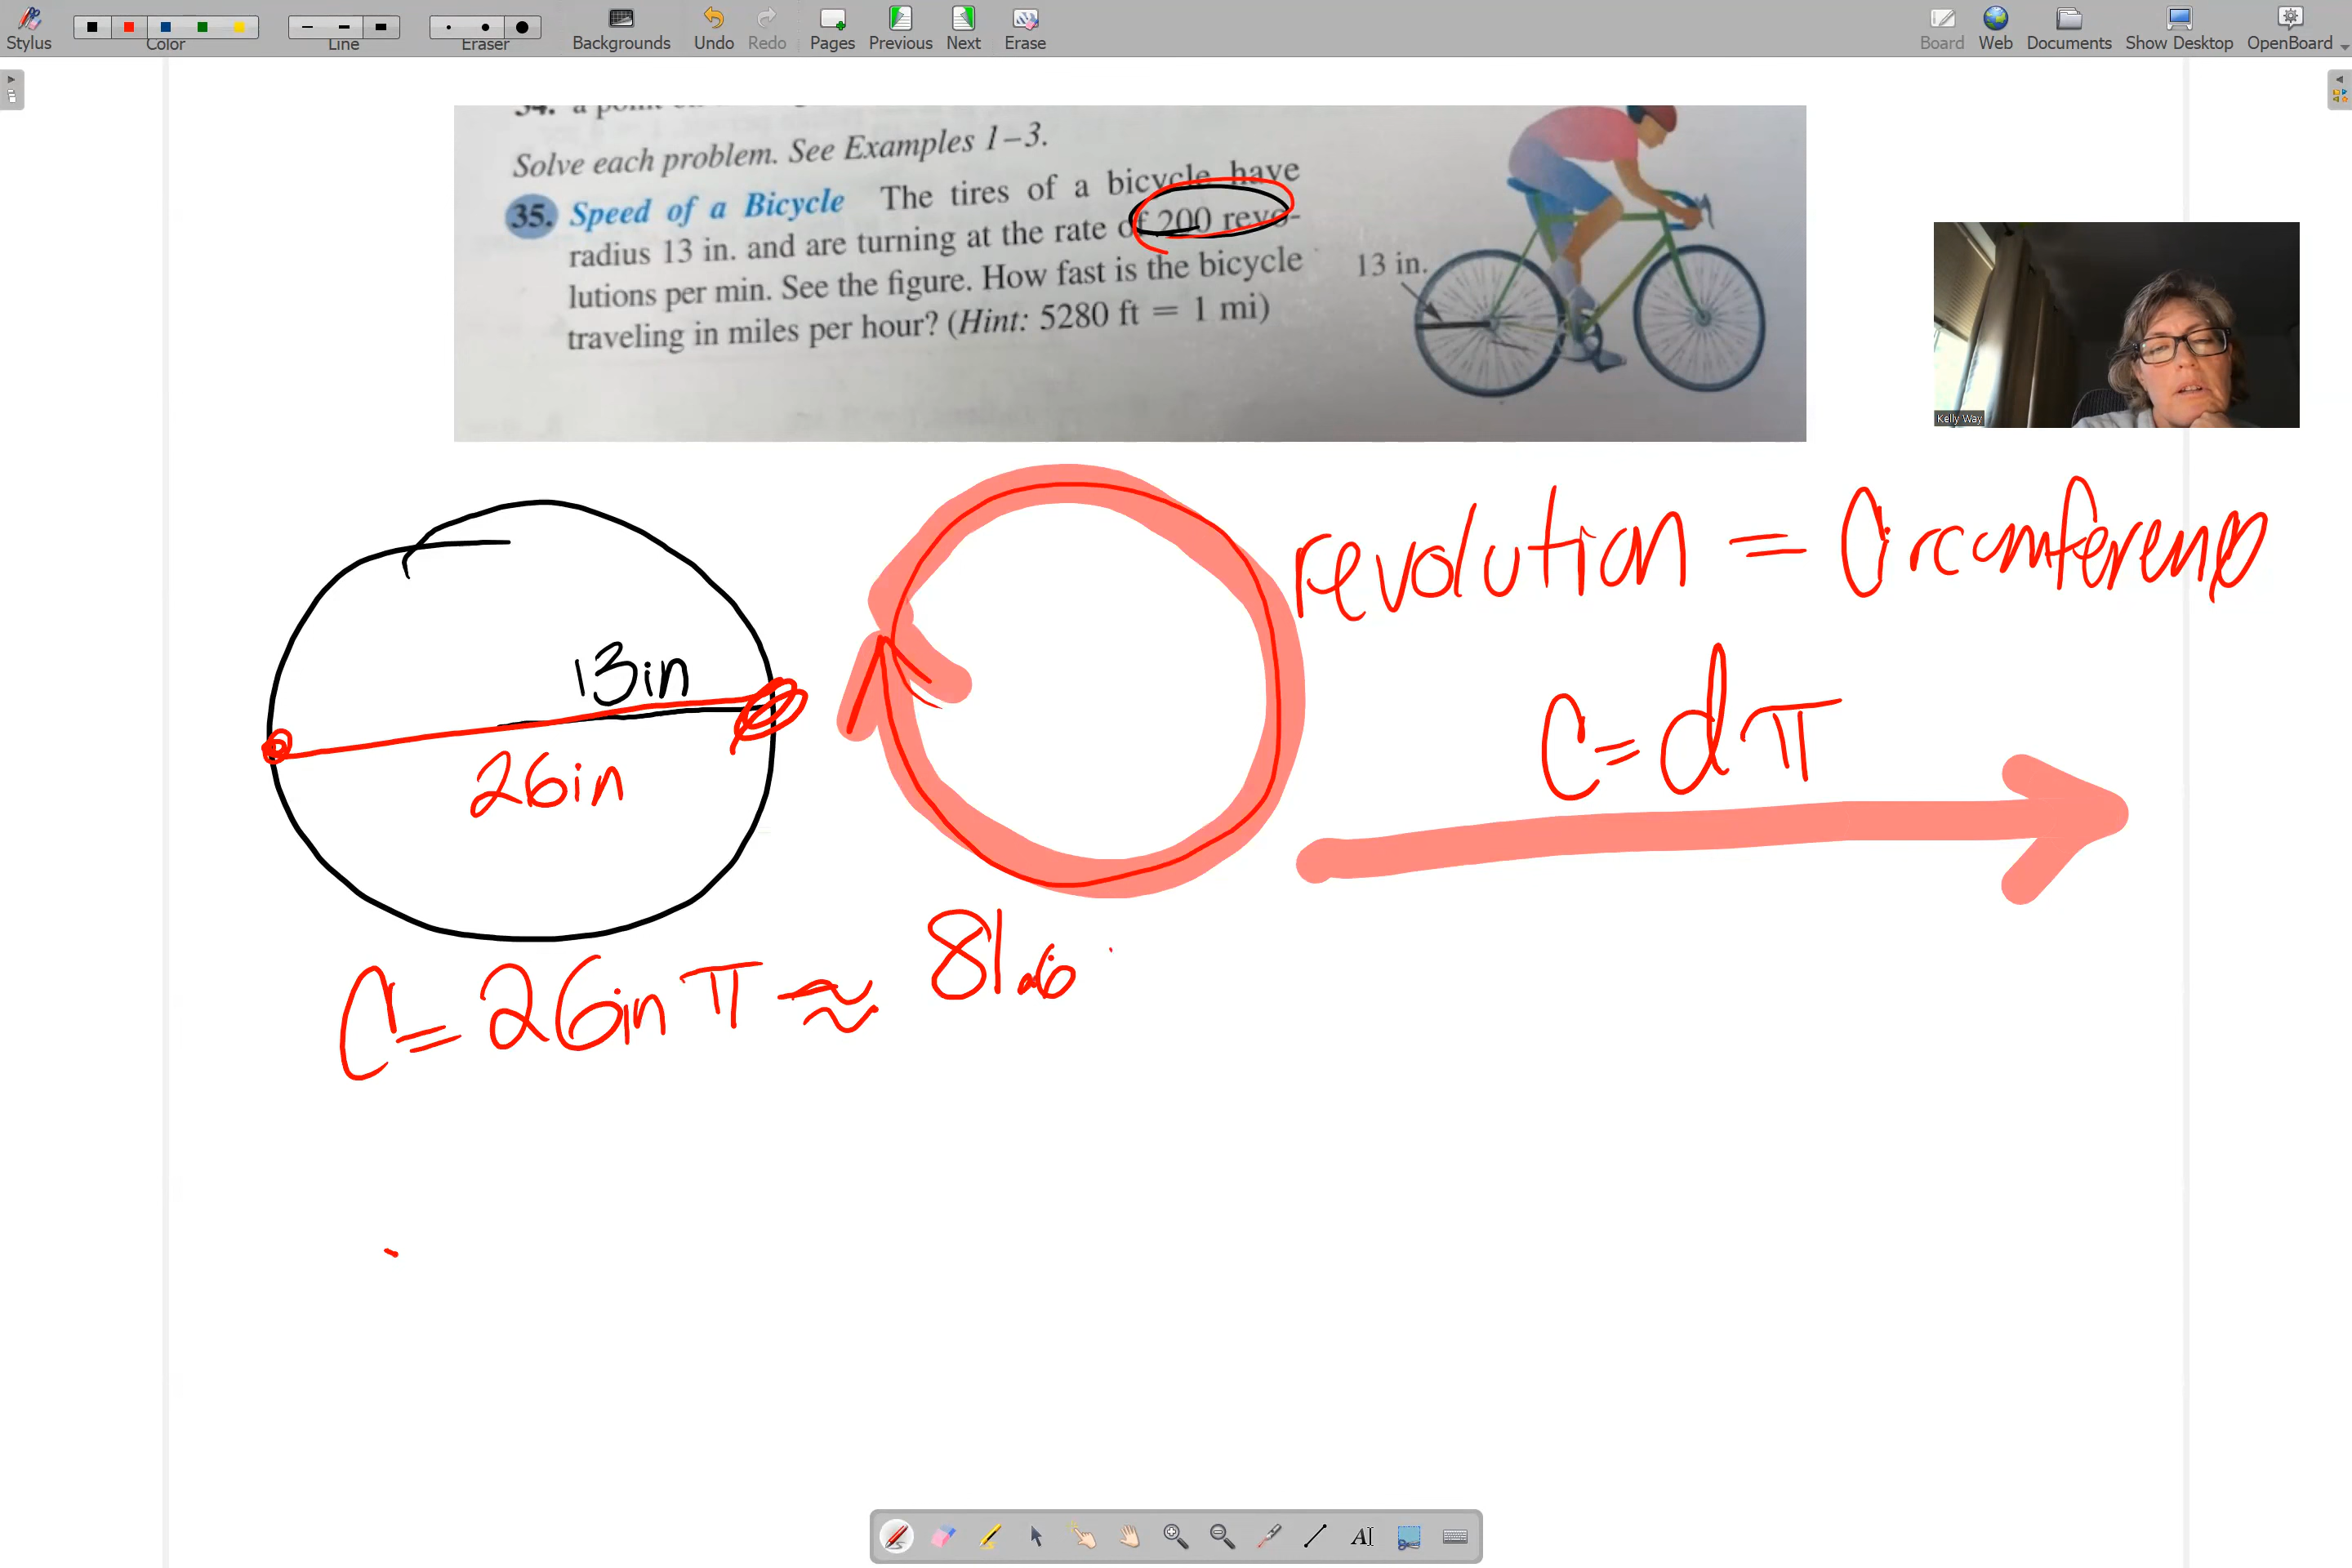 Stylus Color Line Eraser Backgrounds Undo Redo Pages Previous Next Erase Board Web Documents Show Desktop OpenBoard
Solve each problem. See Examples 1–3.
35. Speed of a Bicycle The tires of a bicycle have
radius 13 in. and are turning at the rate of 200 revo-
lutions per min. See the figure. How fast is the bicycle
traveling in miles per hour? (Hint: 5280 ft = 1 mi)
13 in.
Kelly Way
revolution = Circumference
13in
26in
C = d π
C = 26in π ≈ 81.6